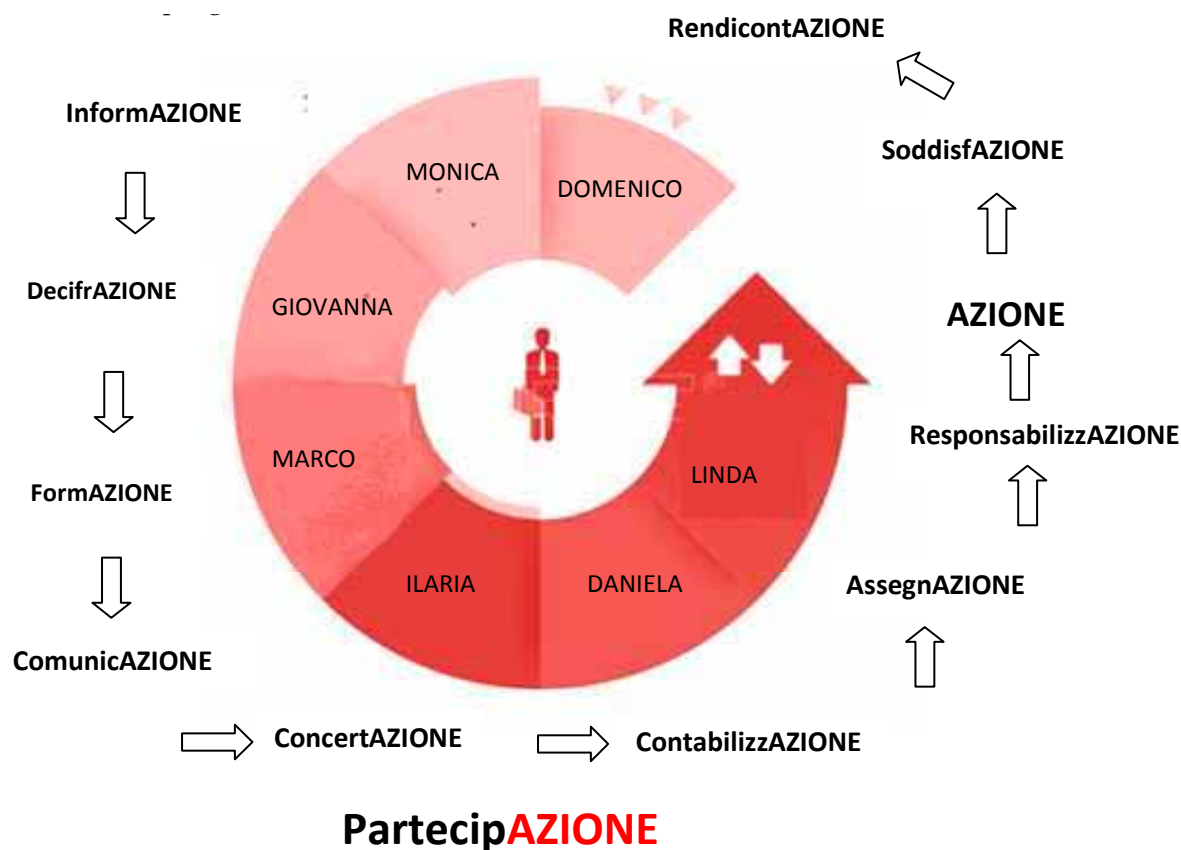 RendicontAZIONE
InformAZIONE
SoddisfAZIONE
MONICA
DOMENICO
DecifrAZIONE
GIOVANNA
AZIONE
ResponsabilizzAZIONE
MARCO
LINDA
FormAZIONE
ILARIA
DANIELA
AssegnAZIONE
ComunicAZIONE
ConcertAZIONE
ContabilizzAZIONE
PartecipAZIONE